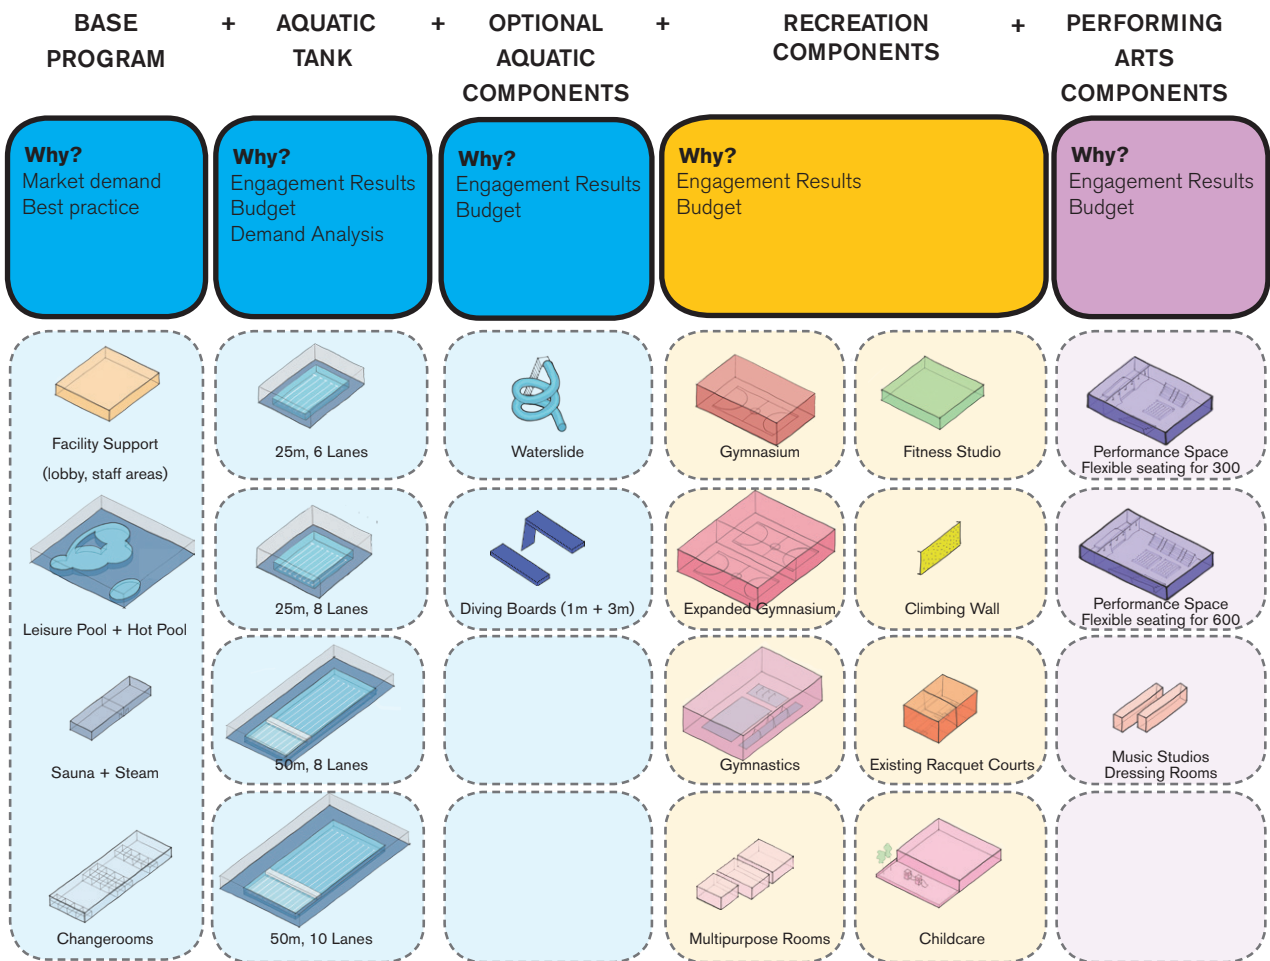 BASE
PROGRAM
+
AQUATIC
TANK
+
OPTIONAL
AQUATIC
COMPONENTS
+
RECREATION
COMPONENTS
+
PERFORMING
ARTS
COMPONENTS
Why?
Market demand
Best practice
Why?
Engagement Results
Budget
Demand Analysis
Why?
Engagement Results
Budget
Why?
Engagement Results
Budget
Why?
Engagement Results
Budget
Facility Support
(lobby, staff areas)
Leisure Pool + Hot Pool
Sauna + Steam
Changerooms
25m, 6 Lanes
25m, 8 Lanes
50m, 8 Lanes
50m, 10 Lanes
Waterslide
Diving Boards (1m + 3m)
Gymnasium
Expanded Gymnasium
Gymnastics
Multipurpose Rooms
Fitness Studio
Climbing Wall
Existing Racquet Courts
Childcare
Performance Space
Flexible seating for 300
Performance Space
Flexible seating for 600
Music Studios
Dressing Rooms